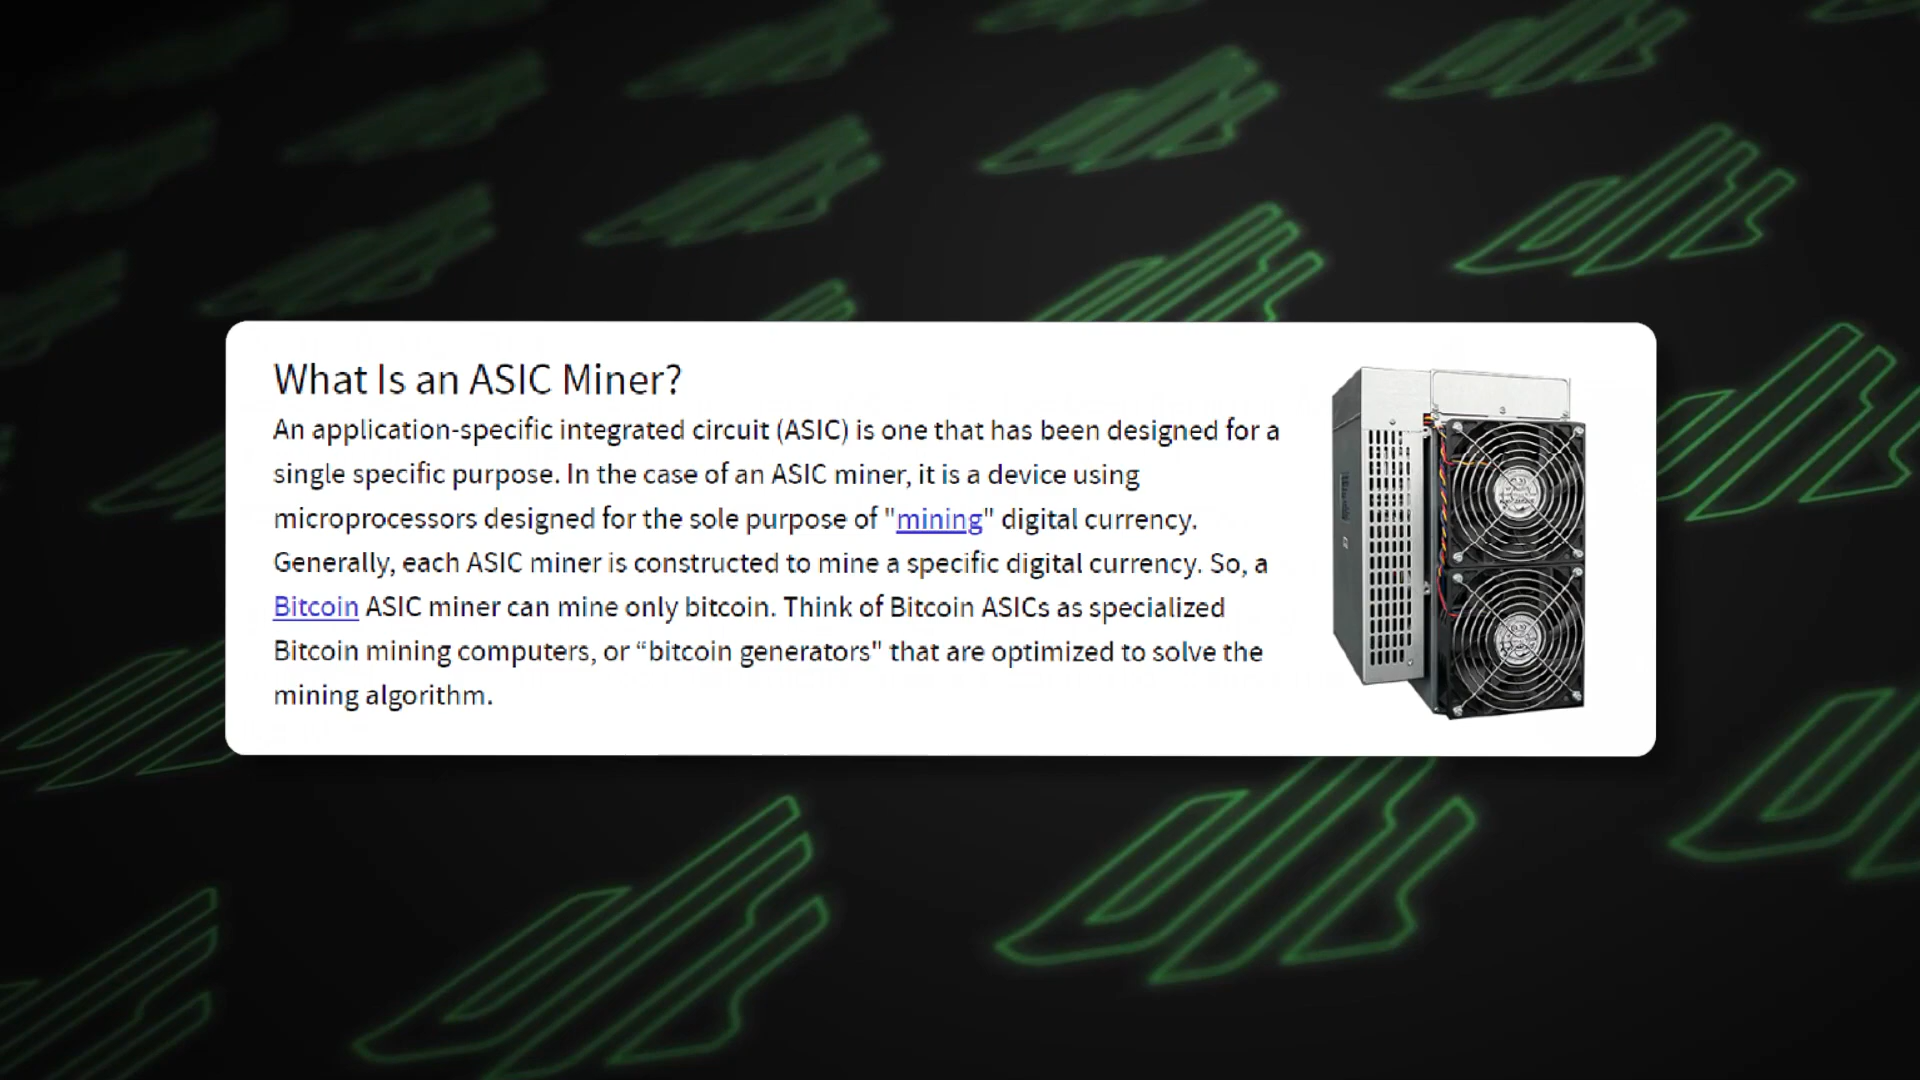 What Is an ASIC Miner?
An application-specific integrated circuit (ASIC) is one that has been designed for a
single specific purpose. In the case of an ASIC miner, it is a device using
microprocessors designed for the sole purpose of "mining" digital currency.
Generally, each ASIC miner is constructed to mine a specific digital currency. So, a
Bitcoin ASIC miner can mine only bitcoin. Think of Bitcoin ASICs as specialized
Bitcoin mining computers, or “bitcoin generators" that are optimized to solve the
mining algorithm.